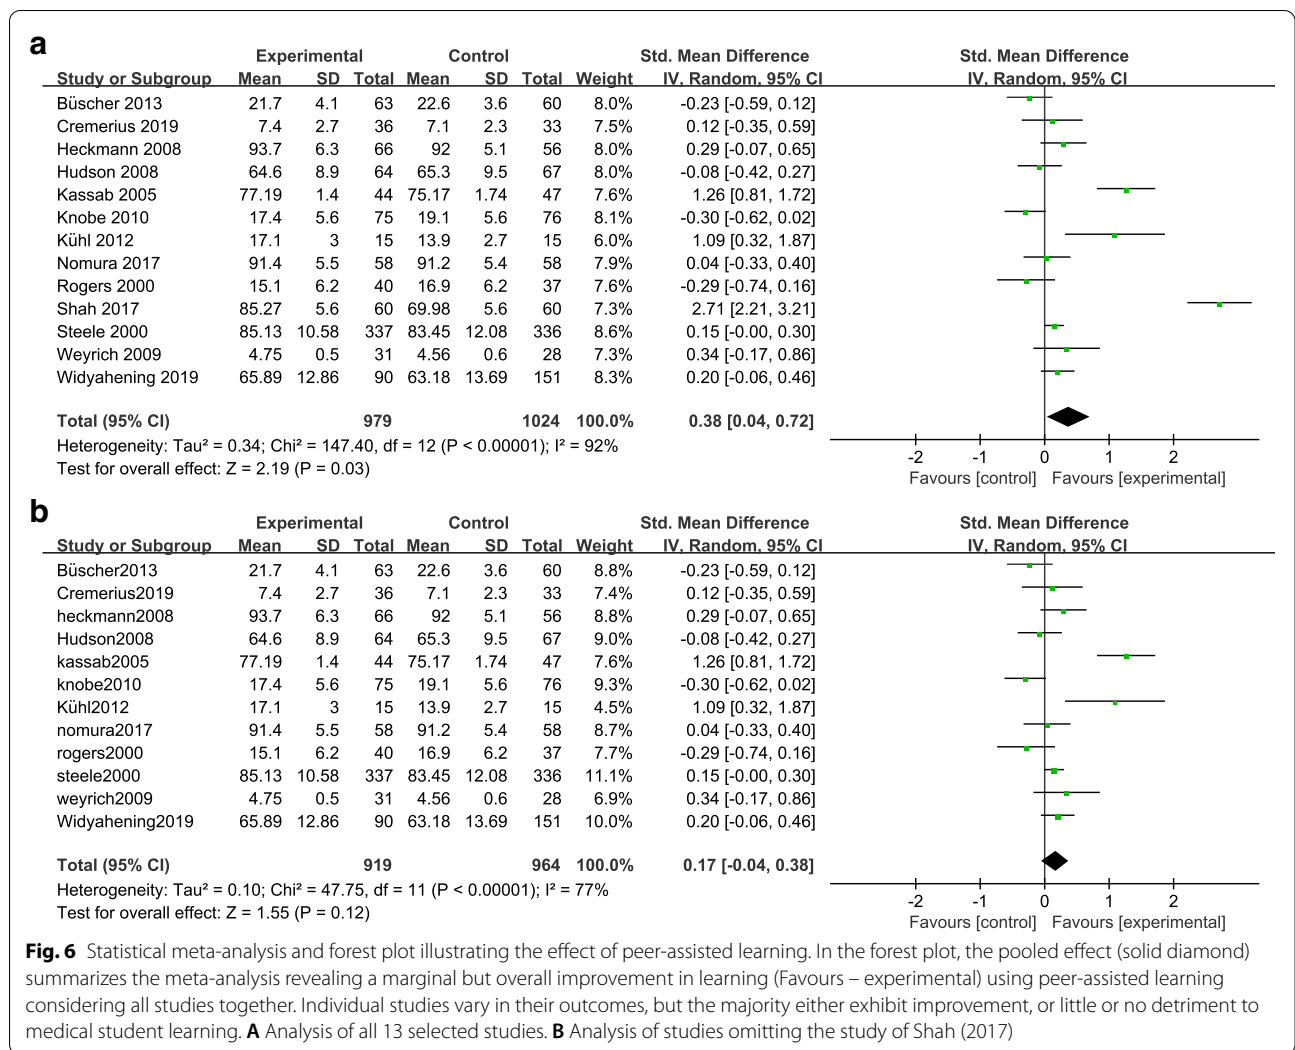 a
Experimental Control Std. Mean Difference Std. Mean Difference
Study or Subgroup Mean SD Total Mean SD Total Weight IV, Random, 95% CI IV, Random, 95% CI
Büscher 2013 21.7 4.1 63 22.6 3.6 60 8.0% -0.23 [-0.59, 0.12]
Cremerius 2019 7.4 2.7 36 7.1 2.3 33 7.5% 0.12 [-0.35, 0.59]
Heckmann 2008 93.7 6.3 66 92 5.1 56 8.0% 0.29 [-0.07, 0.65]
Hudson 2008 64.6 8.9 64 65.3 9.5 67 8.0% -0.08 [-0.42, 0.27]
Kassab 2005 77.19 1.4 44 75.17 1.74 47 7.6% 1.26 [0.81, 1.72]
Knobe 2010 17.4 5.6 75 19.1 5.6 76 8.1% -0.30 [-0.62, 0.02]
Kühl 2012 17.1 3 15 13.9 2.7 15 6.0% 1.09 [0.32, 1.87]
Nomura 2017 91.4 5.5 58 91.2 5.4 58 7.9% 0.04 [-0.33, 0.40]
Rogers 2000 15.1 6.2 40 16.9 6.2 37 7.6% -0.29 [-0.74, 0.16]
Shah 2017 85.27 5.6 60 69.98 5.6 60 7.3% 2.71 [2.21, 3.21]
Steele 2000 85.13 10.58 337 83.45 12.08 336 8.6% 0.15 [-0.00, 0.30]
Weyrich 2009 4.75 0.5 31 4.56 0.6 28 7.3% 0.34 [-0.17, 0.86]
Widyahening 2019 65.89 12.86 90 63.18 13.69 151 8.3% 0.20 [-0.06, 0.46]
Total (95% CI) 979 1024 100.0% 0.38 [0.04, 0.72]
Heterogeneity: Tau² = 0.34; Chi² = 147.40, df = 12 (P < 0.00001); I² = 92%
Test for overall effect: Z = 2.19 (P = 0.03)
-2 -1 0 1 2
Favours [control] Favours [experimental]
b
Experimental Control Std. Mean Difference Std. Mean Difference
Study or Subgroup Mean SD Total Mean SD Total Weight IV, Random, 95% CI IV, Random, 95% CI
Büscher2013 21.7 4.1 63 22.6 3.6 60 8.8% -0.23 [-0.59, 0.12]
Cremerius2019 7.4 2.7 36 7.1 2.3 33 7.4% 0.12 [-0.35, 0.59]
heckmann2008 93.7 6.3 66 92 5.1 56 8.8% 0.29 [-0.07, 0.65]
Hudson2008 64.6 8.9 64 65.3 9.5 67 9.0% -0.08 [-0.42, 0.27]
kassab2005 77.19 1.4 44 75.17 1.74 47 7.6% 1.26 [0.81, 1.72]
knobe2010 17.4 5.6 75 19.1 5.6 76 9.3% -0.30 [-0.62, 0.02]
Kühl2012 17.1 3 15 13.9 2.7 15 4.5% 1.09 [0.32, 1.87]
nomura2017 91.4 5.5 58 91.2 5.4 58 8.7% 0.04 [-0.33, 0.40]
rogers2000 15.1 6.2 40 16.9 6.2 37 7.7% -0.29 [-0.74, 0.16]
steele2000 85.13 10.58 337 83.45 12.08 336 11.1% 0.15 [-0.00, 0.30]
weyrich2009 4.75 0.5 31 4.56 0.6 28 6.9% 0.34 [-0.17, 0.86]
Widyahening2019 65.89 12.86 90 63.18 13.69 151 10.0% 0.20 [-0.06, 0.46]
Total (95% CI) 919 964 100.0% 0.17 [-0.04, 0.38]
Heterogeneity: Tau² = 0.10; Chi² = 47.75, df = 11 (P < 0.00001); I² = 77%
Test for overall effect: Z = 1.55 (P = 0.12)
-2 -1 0 1 2
Favours [control] Favours [experimental]
Fig. 6 Statistical meta-analysis and forest plot illustrating the effect of peer-assisted learning. In the forest plot, the pooled effect (solid diamond)
summarizes the meta-analysis revealing a marginal but overall improvement in learning (Favours – experimental) using peer-assisted learning
considering all studies together. Individual studies vary in their outcomes, but the majority either exhibit improvement, or little or no detriment to
medical student learning. A Analysis of all 13 selected studies. B Analysis of studies omitting the study of Shah (2017)